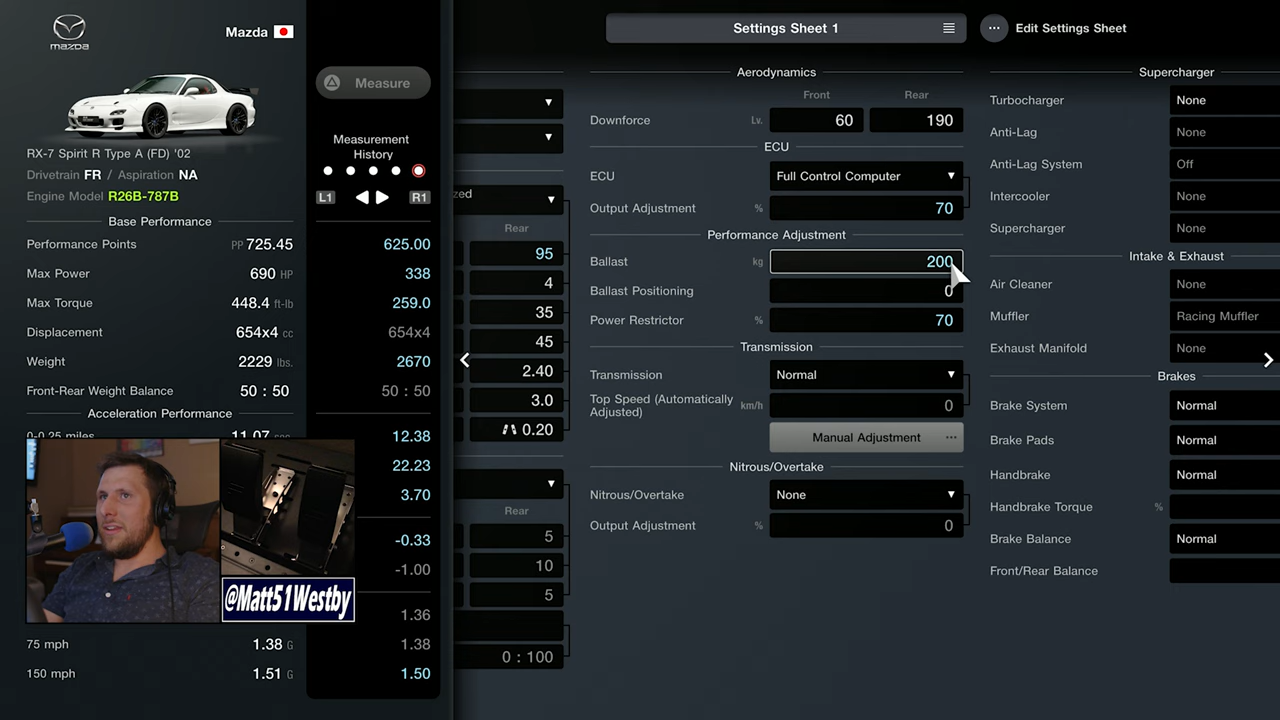 mazda
Mazda
RX-7 Spirit R Type A (FD) '02
Drivetrain FR / Aspiration NA
Engine Model R26B-787B
Base Performance
Performance Points PP 725.45
Max Power 690 HP
Max Torque 448.4 ft-lb
Displacement 654x4 cc
Weight 2229 lbs.
Front-Rear Weight Balance 50 : 50
Acceleration Performance
0-0.25 miles 11.07 sec.
75 mph 1.38 G
150 mph 1.51 G
@Matt51Westby
Measure
Measurement
History
L1 R1
625.00
338
259.0
654x4
2670
50 : 50
12.38
22.23
3.70
-0.33
-1.00
1.36
1.38
1.50
Settings Sheet 1
Edit Settings Sheet
zed
Rear
95
4
35
45
2.40
3.0
0.20
Rear
5
10
5
0 : 100
Aerodynamics
Front Rear
Downforce Lv. 60 190
ECU
ECU Full Control Computer
Output Adjustment % 70
Performance Adjustment
Ballast kg 200
Ballast Positioning 0
Power Restrictor % 70
Transmission
Transmission Normal
Top Speed (Automatically
Adjusted) km/h 0
Manual Adjustment
Nitrous/Overtake
Nitrous/Overtake None
Output Adjustment % 0
Supercharger
Turbocharger None
Anti-Lag None
Anti-Lag System Off
Intercooler None
Supercharger None
Intake & Exhaust
Air Cleaner None
Muffler Racing Muffler
Exhaust Manifold None
Brakes
Brake System Normal
Brake Pads Normal
Handbrake Normal
Handbrake Torque %
Brake Balance Normal
Front/Rear Balance